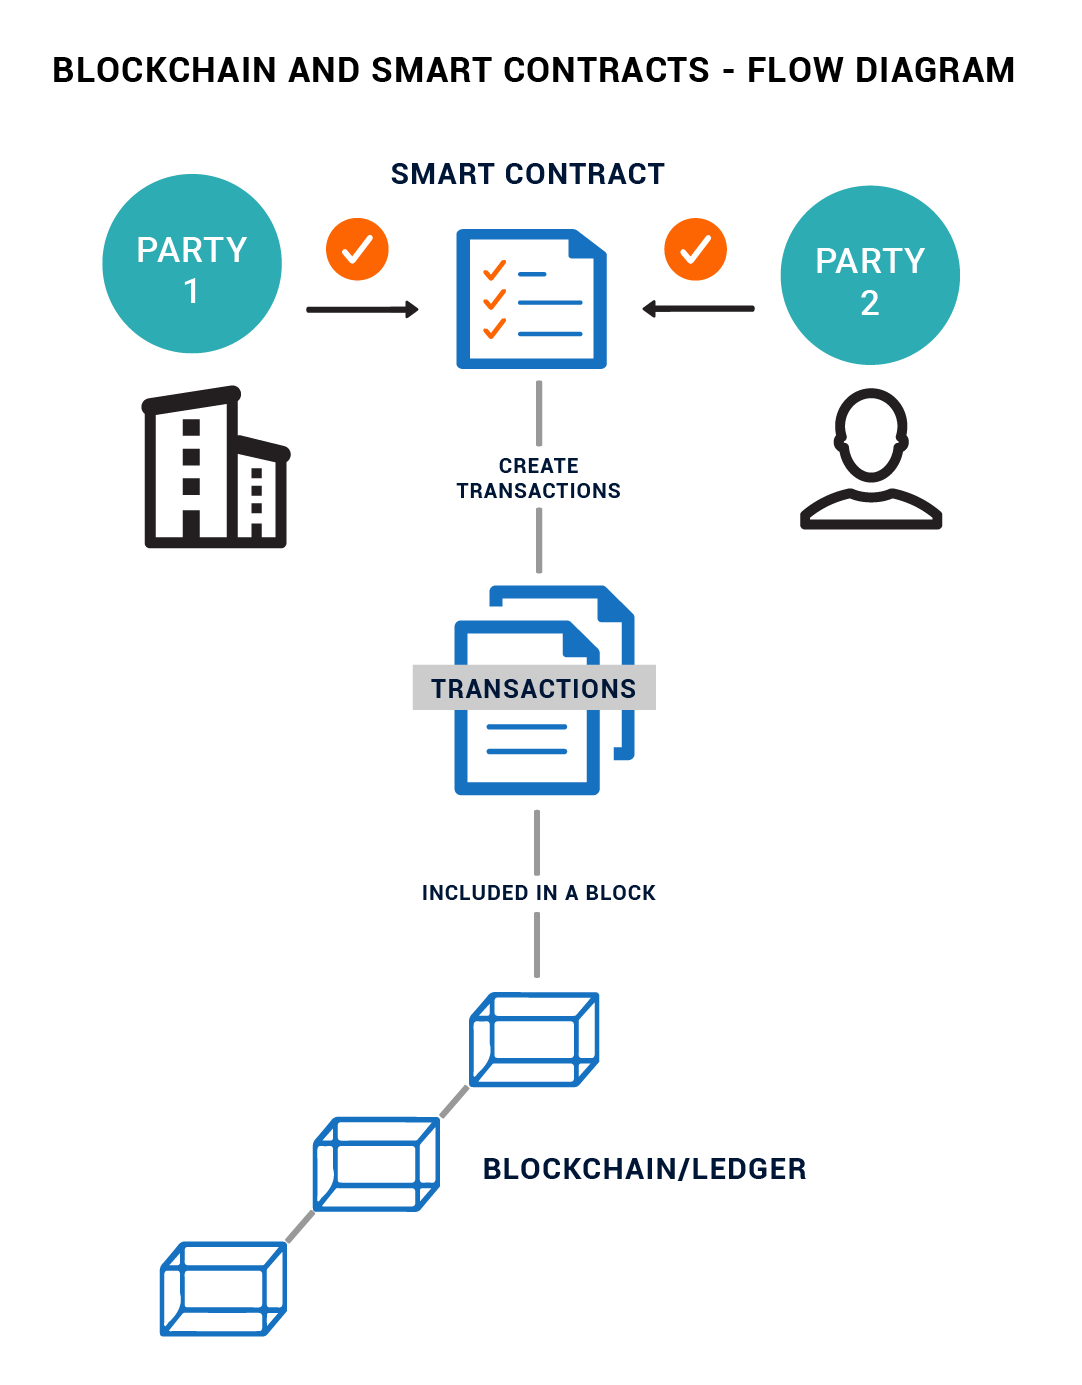 BLOCKCHAIN AND SMART CONTRACTS - FLOW DIAGRAM
SMART CONTRACT
PARTY
1
PARTY
2
CREATE
TRANSACTIONS
TRANSACTIONS
INCLUDED IN A BLOCK
BLOCKCHAIN/LEDGER